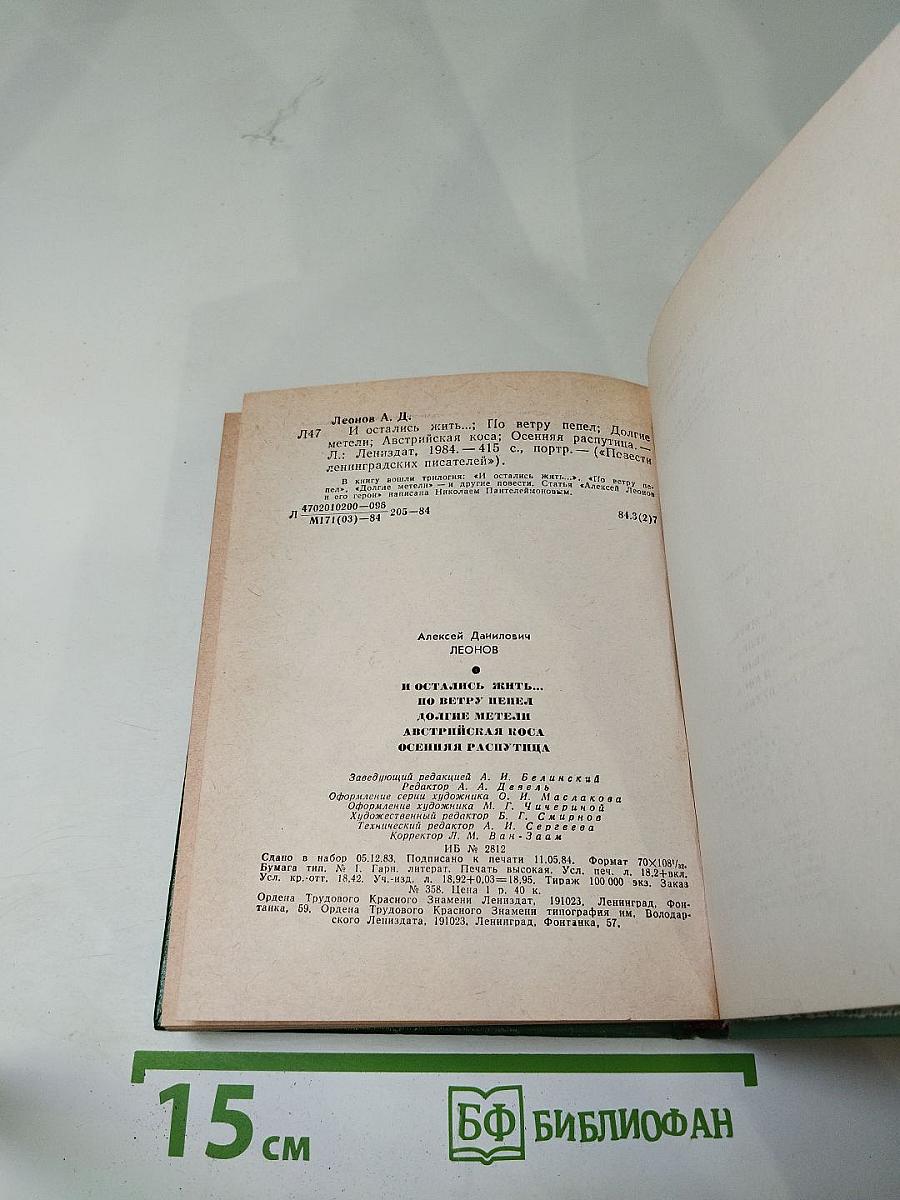 Леонов А. Д.
Л47 И остались жить...; По ветру пепел; Долгие
метели; Австрийская коса; Осенняя распутица.—
Л.: Лениздат, 1984.—415 с., портр.—(«Повести
ленинградских писателей»).
В книгу вошли трилогия: «И остались жить...», «По ветру пе-
пел», «Долгие метели»—и другие повести. Статья «Алексей Леонов
и его герои» написана Николаем Пантелеймоновым.
Л 4702010200—098
М171(03)—84 205—84 84.3(2)7
Алексей Данилович
ЛЕОНОВ
И ОСТАЛИСЬ ЖИТЬ...
ПО ВЕТРУ ПЕПЕЛ
ДОЛГИЕ МЕТЕЛИ
АВСТРИЙСКАЯ КОСА
ОСЕННЯЯ РАСПУТИЦА
Заведующий редакцией А. И. Белинский
Редактор А. А. Девель
Оформление серии художника О. И. Маслакова
Оформление художника М. Г. Чичериной
Художественный редактор Б. Г. Смирнов
Технический редактор А. И. Сергеева
Корректор Л. М. Ван-Заам
ИБ № 2812
Сдано в набор 05.12.83. Подписано к печати 11.05.84. Формат 70×108¹/₃₂.
Бумага тип. № 1. Гарн. литерат. Печать высокая. Усл. печ. л. 18,2+вкл.
Усл. кр.-отт. 18,42. Уч.-изд. л. 18,92+0,03=18,95. Тираж 100 000 экз. Заказ
№ 358. Цена 1 р. 40 к.
Ордена Трудового Красного Знамени Лениздат, 191023, Ленинград, Фон-
танка, 59. Ордена Трудового Красного Знамени типография им. Володар-
ского Лениздата, 191023, Ленинград, Фонтанка, 57.
15 см
БФ БИБЛИОФАН